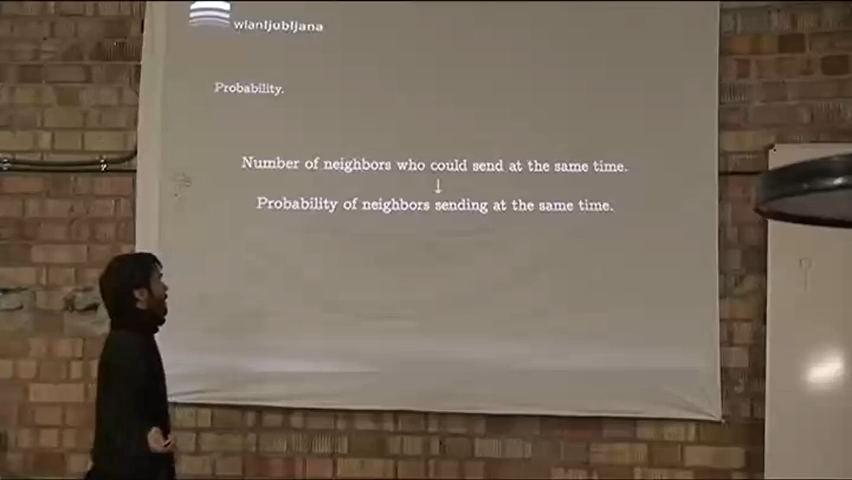 wlanljubljana
Probability.
Number of neighbors who could send at the same time.
↓
Probability of neighbors sending at the same time.